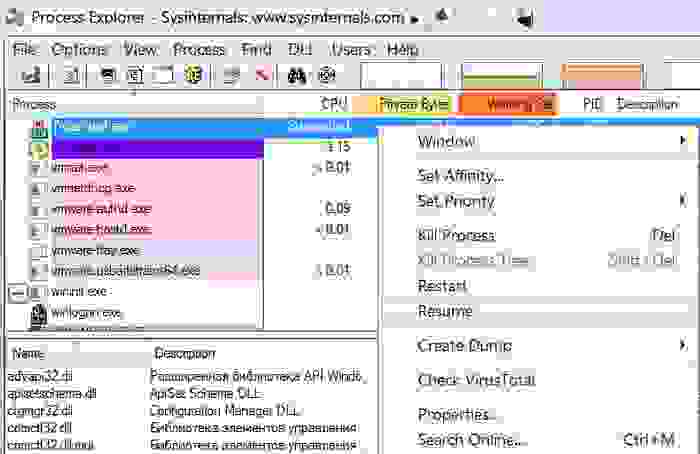 Process Explorer - Sysinternals: www.sysinternals.com
File Options View Process Find DLL Users Help
Process CPU Private Bytes Working Set PID Description
Suspended
1.15
vmnat.exe < 0.01
vmnetdhcp.exe
vmware-authd.exe 0.09
vmware-hostd.exe < 0.01
vmware-tray.exe
vmware-usbarbitrator64.exe < 0.01
wininit.exe
winlogon.exe
Window
Set Affinity...
Set Priority
Kill Process Del
Kill Process Tree Shift+Del
Restart
Resume
Create Dump
Check VirusTotal
Properties...
Search Online... Ctrl+M
Name Description
advapi32.dll Расширенная библиотека API Windo
apisetschema.dll ApiSet Schema DLL
cfgmgr32.dll Configuration Manager DLL
comctl32.dll Библиотека элементов управления
comctl32.dll.mui Библиотека элементов управления